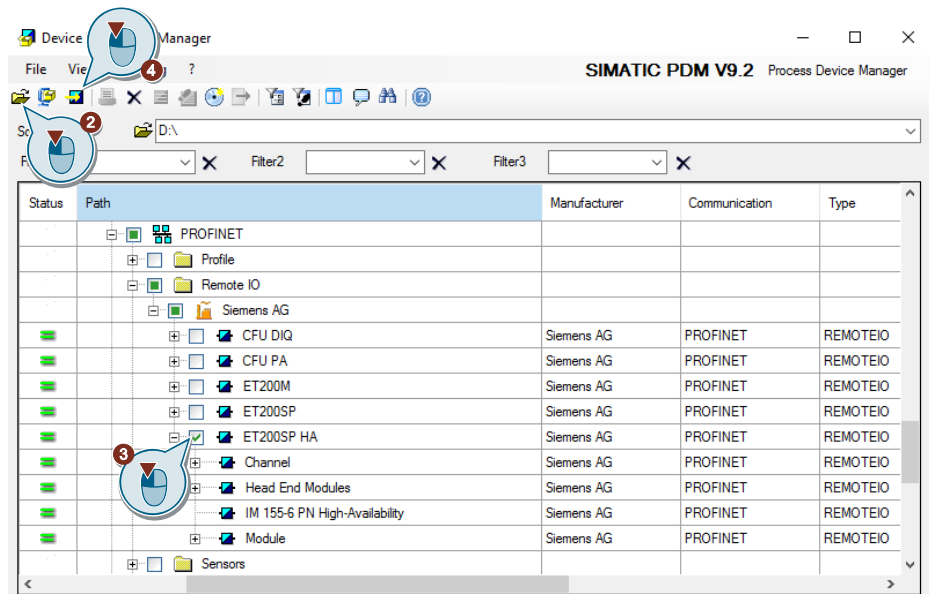 Device Manager
File Vie ?
SIMATIC PDM V9.2 Process Device Manager
4
2
D:\
Filter2 Filter3
Status Path Manufacturer Communication Type
PROFINET
Profile
Remote IO
Siemens AG
CFU DIQ Siemens AG PROFINET REMOTEIO
CFU PA Siemens AG PROFINET REMOTEIO
ET200M Siemens AG PROFINET REMOTEIO
ET200SP Siemens AG PROFINET REMOTEIO
ET200SP HA Siemens AG PROFINET REMOTEIO
3
Channel Siemens AG PROFINET REMOTEIO
Head End Modules Siemens AG PROFINET REMOTEIO
IM 155-6 PN High-Availability Siemens AG PROFINET REMOTEIO
Module Siemens AG PROFINET REMOTEIO
Sensors